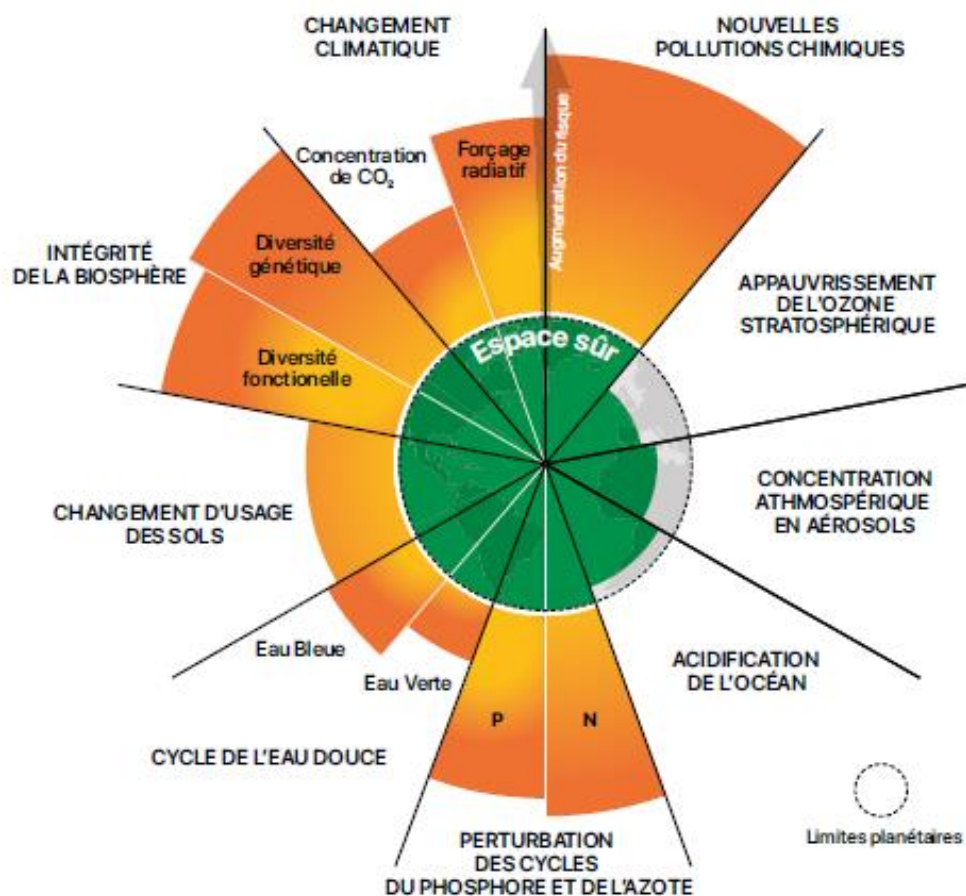 CHANGEMENT
CLIMATIQUE
NOUVELLES
POLLUTIONS CHIMIQUES
Augmentation du risque
Concentration
de CO₂
Forçage
radiatif
INTÉGRITÉ
DE LA BIOSPHÈRE
Diversité
génétique
Diversité
fonctionelle
APPAUVRISSEMENT
DE L'OZONE
STRATOSPHÉRIQUE
Espace sûr
CHANGEMENT D'USAGE
DES SOLS
CONCENTRATION
ATHMOSPÉRIQUE
EN AÉROSOLS
Eau Bleue
Eau Verte
ACIDIFICATION
DE L'OCÉAN
P
N
CYCLE DE L'EAU DOUCE
PERTURBATION
DES CYCLES
DU PHOSPHORE ET DE L'AZOTE
Limites planétaires